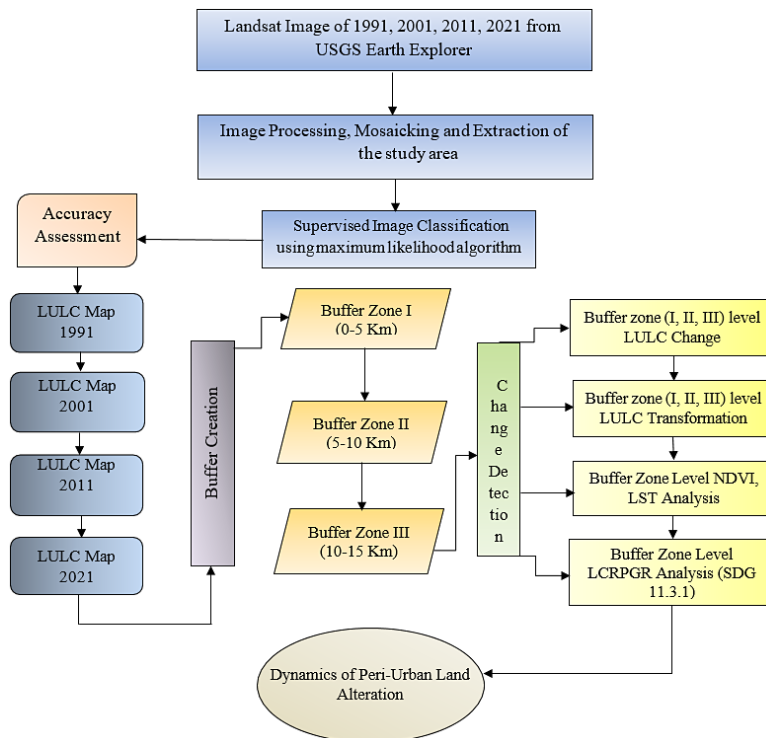 Landsat Image of 1991, 2001, 2011, 2021 from
USGS Earth Explorer
Image Processing, Mosaicking and Extraction of
the study area
Supervised Image Classification
using maximum likelihood algorithm
Accuracy
Assessment
LULC Map
1991
LULC Map
2001
LULC Map
2011
LULC Map
2021
Buffer Creation
Buffer Zone I
(0-5 Km)
Buffer Zone II
(5-10 Km)
Buffer Zone III
(10-15 Km)
C
ha
nge
De
tec
tio
n
Buffer zone (I, II, III) level
LULC Change
Buffer zone (I, II, III) level
LULC Transformation
Buffer Zone Level NDVI,
LST Analysis
Buffer Zone Level
LCRPGR Analysis (SDG
11.3.1)
Dynamics of Peri-Urban Land
Alteration